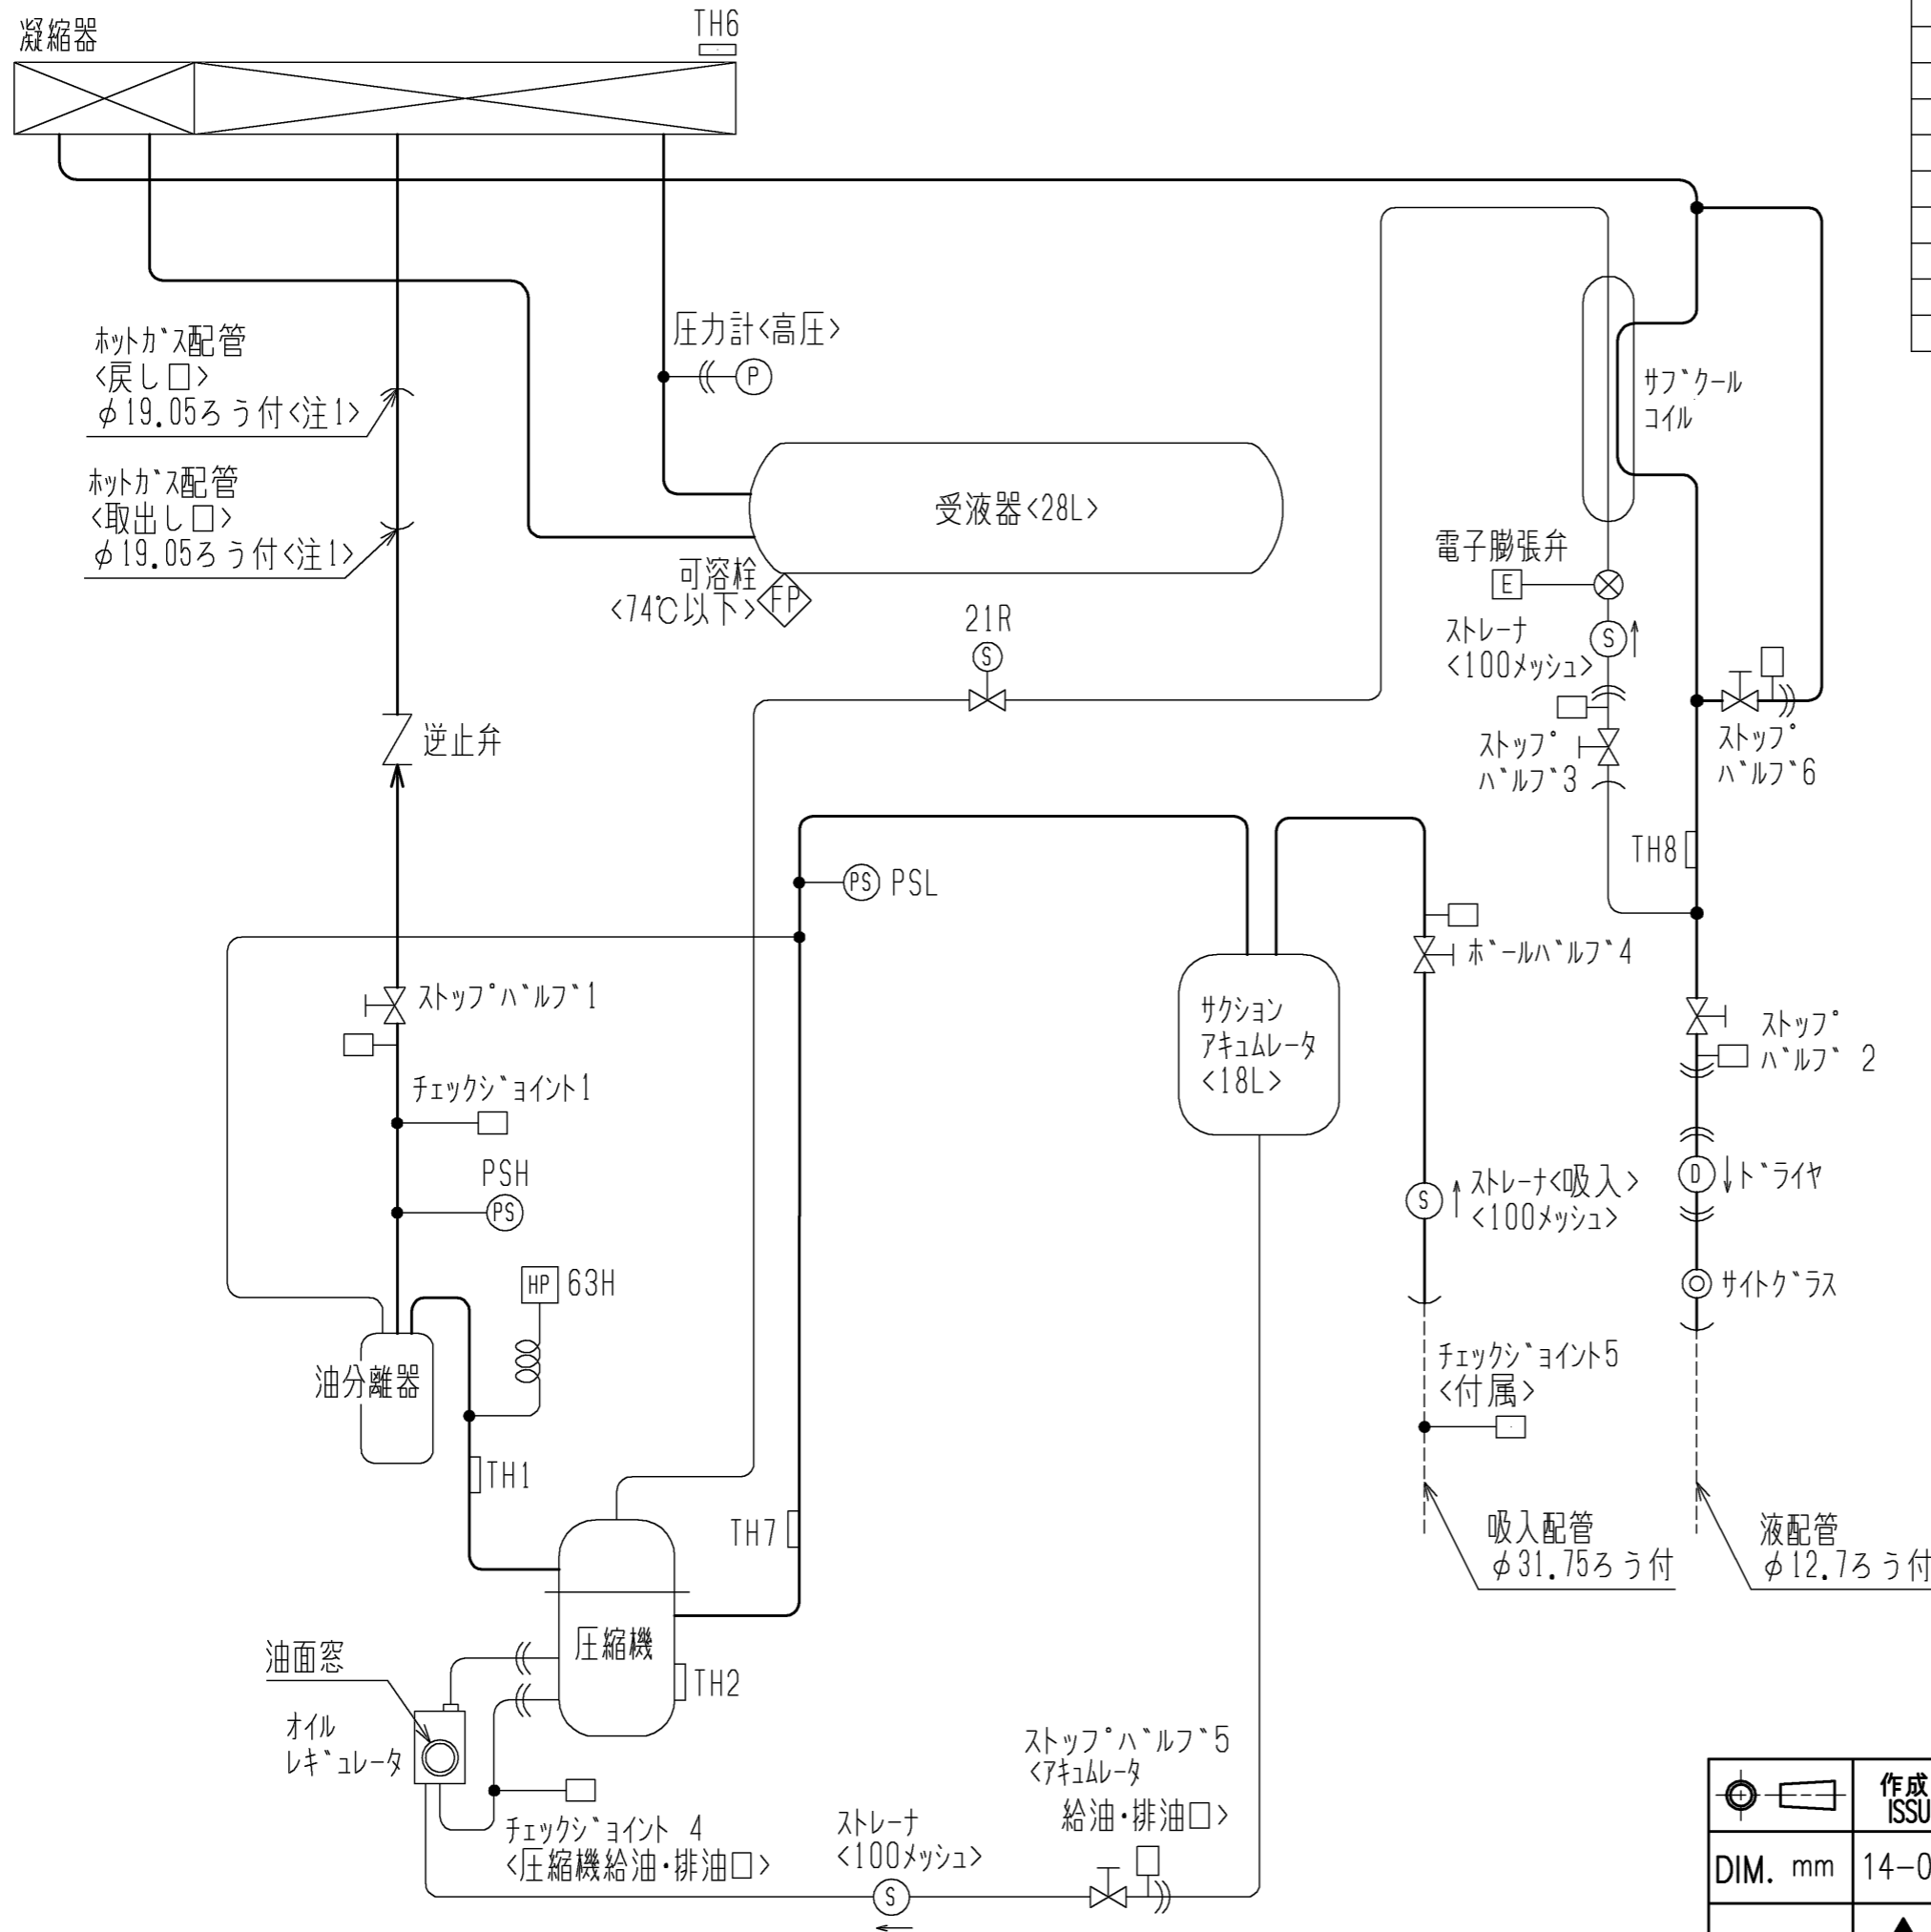 凝縮器
TH6
ホットガス配管
<戻し口>
φ19.05ろう付<注1>
圧力計<高圧>
P
サブクール
コイル
ホットガス配管
<取出し口>
φ19.05ろう付<注1>
受液器<28L>
可溶栓
<74℃以下>
FP
電子膨張弁
E
21R
S
ストレーナ
<100メッシュ>
S
逆止弁
ストップ
バルブ3
ストップ
バルブ6
TH8
PS PSL
ボールバルブ4
ストップバルブ1
サクション
アキュムレータ
<18L>
ストップ
バルブ 2
チェックジョイント1
PSH
PS
S
ストレーナ<吸入>
<100メッシュ>
D
ドライヤ
HP 63H
サイトグラス
油分離器
チェックジョイント5
<付属>
TH1
TH7
吸入配管
φ31.75ろう付
液配管
φ12.7ろう付
圧縮機
TH2
油面窓
オイル
レギュレータ
ストップバルブ5
<アキュムレータ
給油・排油口>
チェックジョイント 4
<圧縮機給油・排油口>
ストレーナ
<100メッシュ>
S
作成
ISSU
DIM. mm
14-0